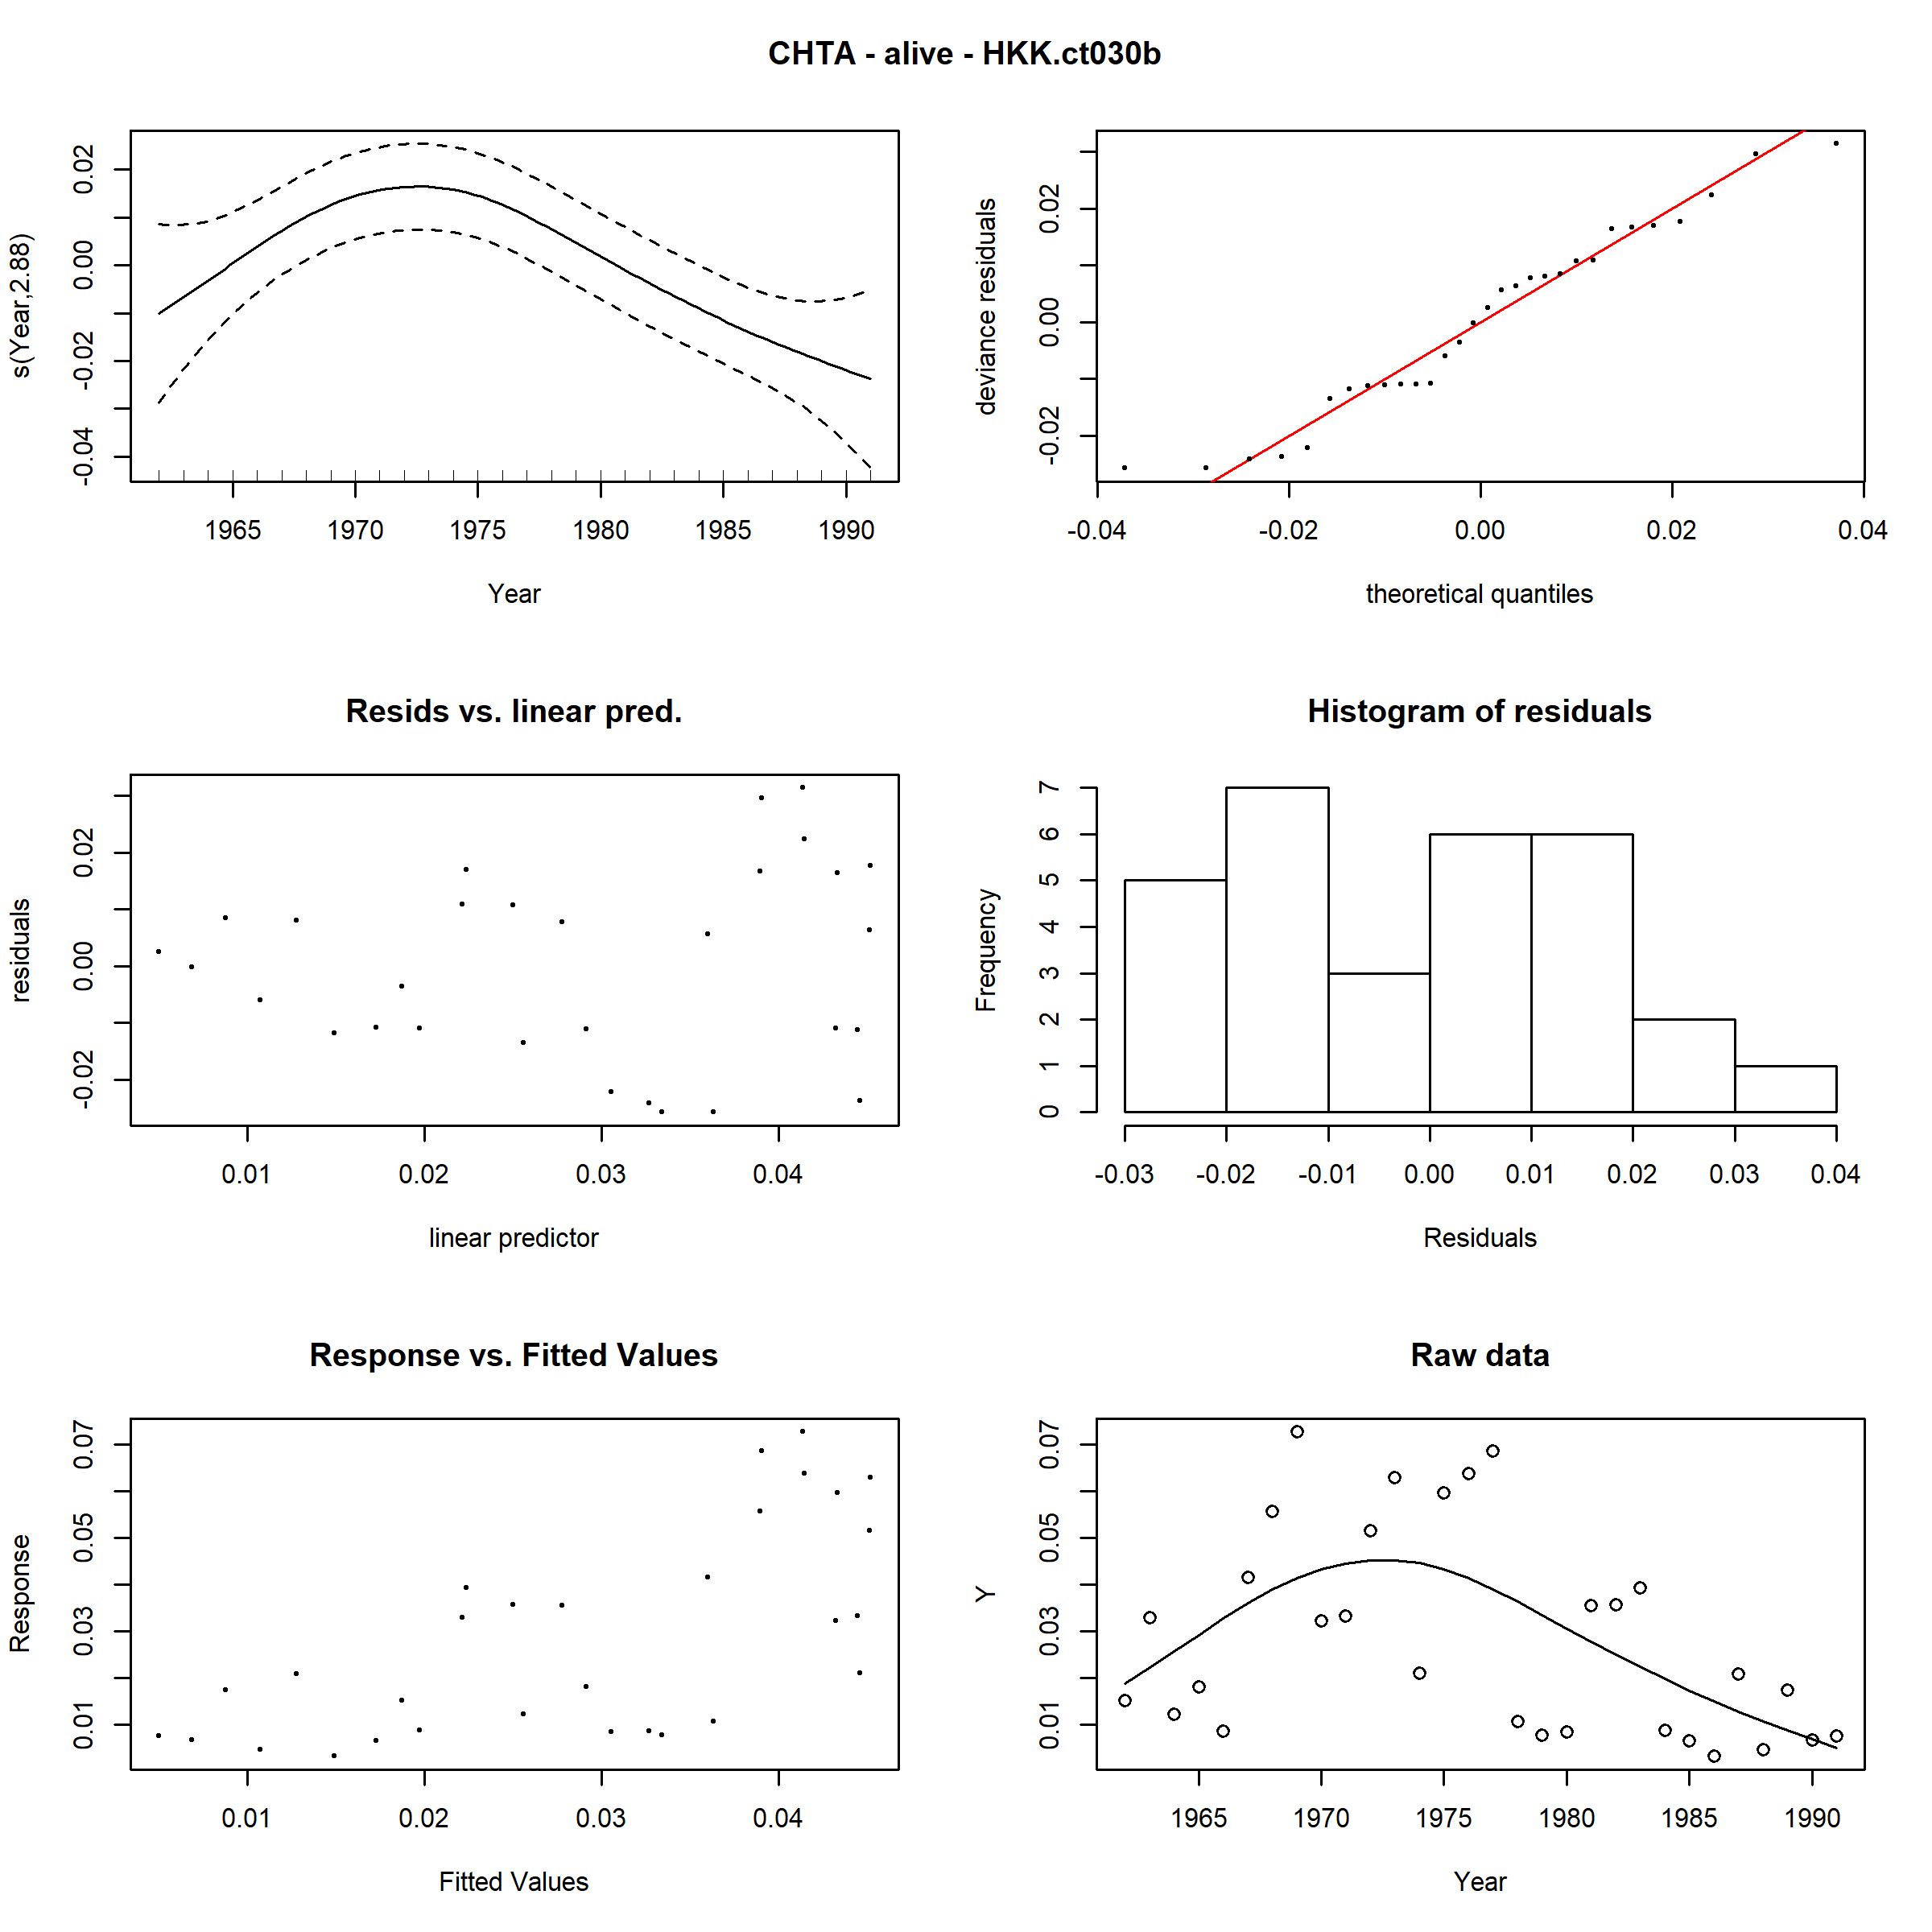 CHTA - alive - HKK.ct030b
s(Year,2.88)
0.02
0.00
-0.02
-0.04
1965 1970 1975 1980 1985 1990
Year
deviance residuals
0.02
0.00
-0.02
-0.04 -0.02 0.00 0.02 0.04
theoretical quantiles
Resids vs. linear pred.
residuals
0.02
0.00
-0.02
0.01 0.02 0.03 0.04
linear predictor
Histogram of residuals
Frequency
7
6
5
4
3
2
1
0
-0.03 -0.02 -0.01 0.00 0.01 0.02 0.03 0.04
Residuals
Response vs. Fitted Values
Response
0.07
0.05
0.03
0.01
0.01 0.02 0.03 0.04
Fitted Values
Raw data
Y
0.07
0.05
0.03
0.01
1965 1970 1975 1980 1985 1990
Year